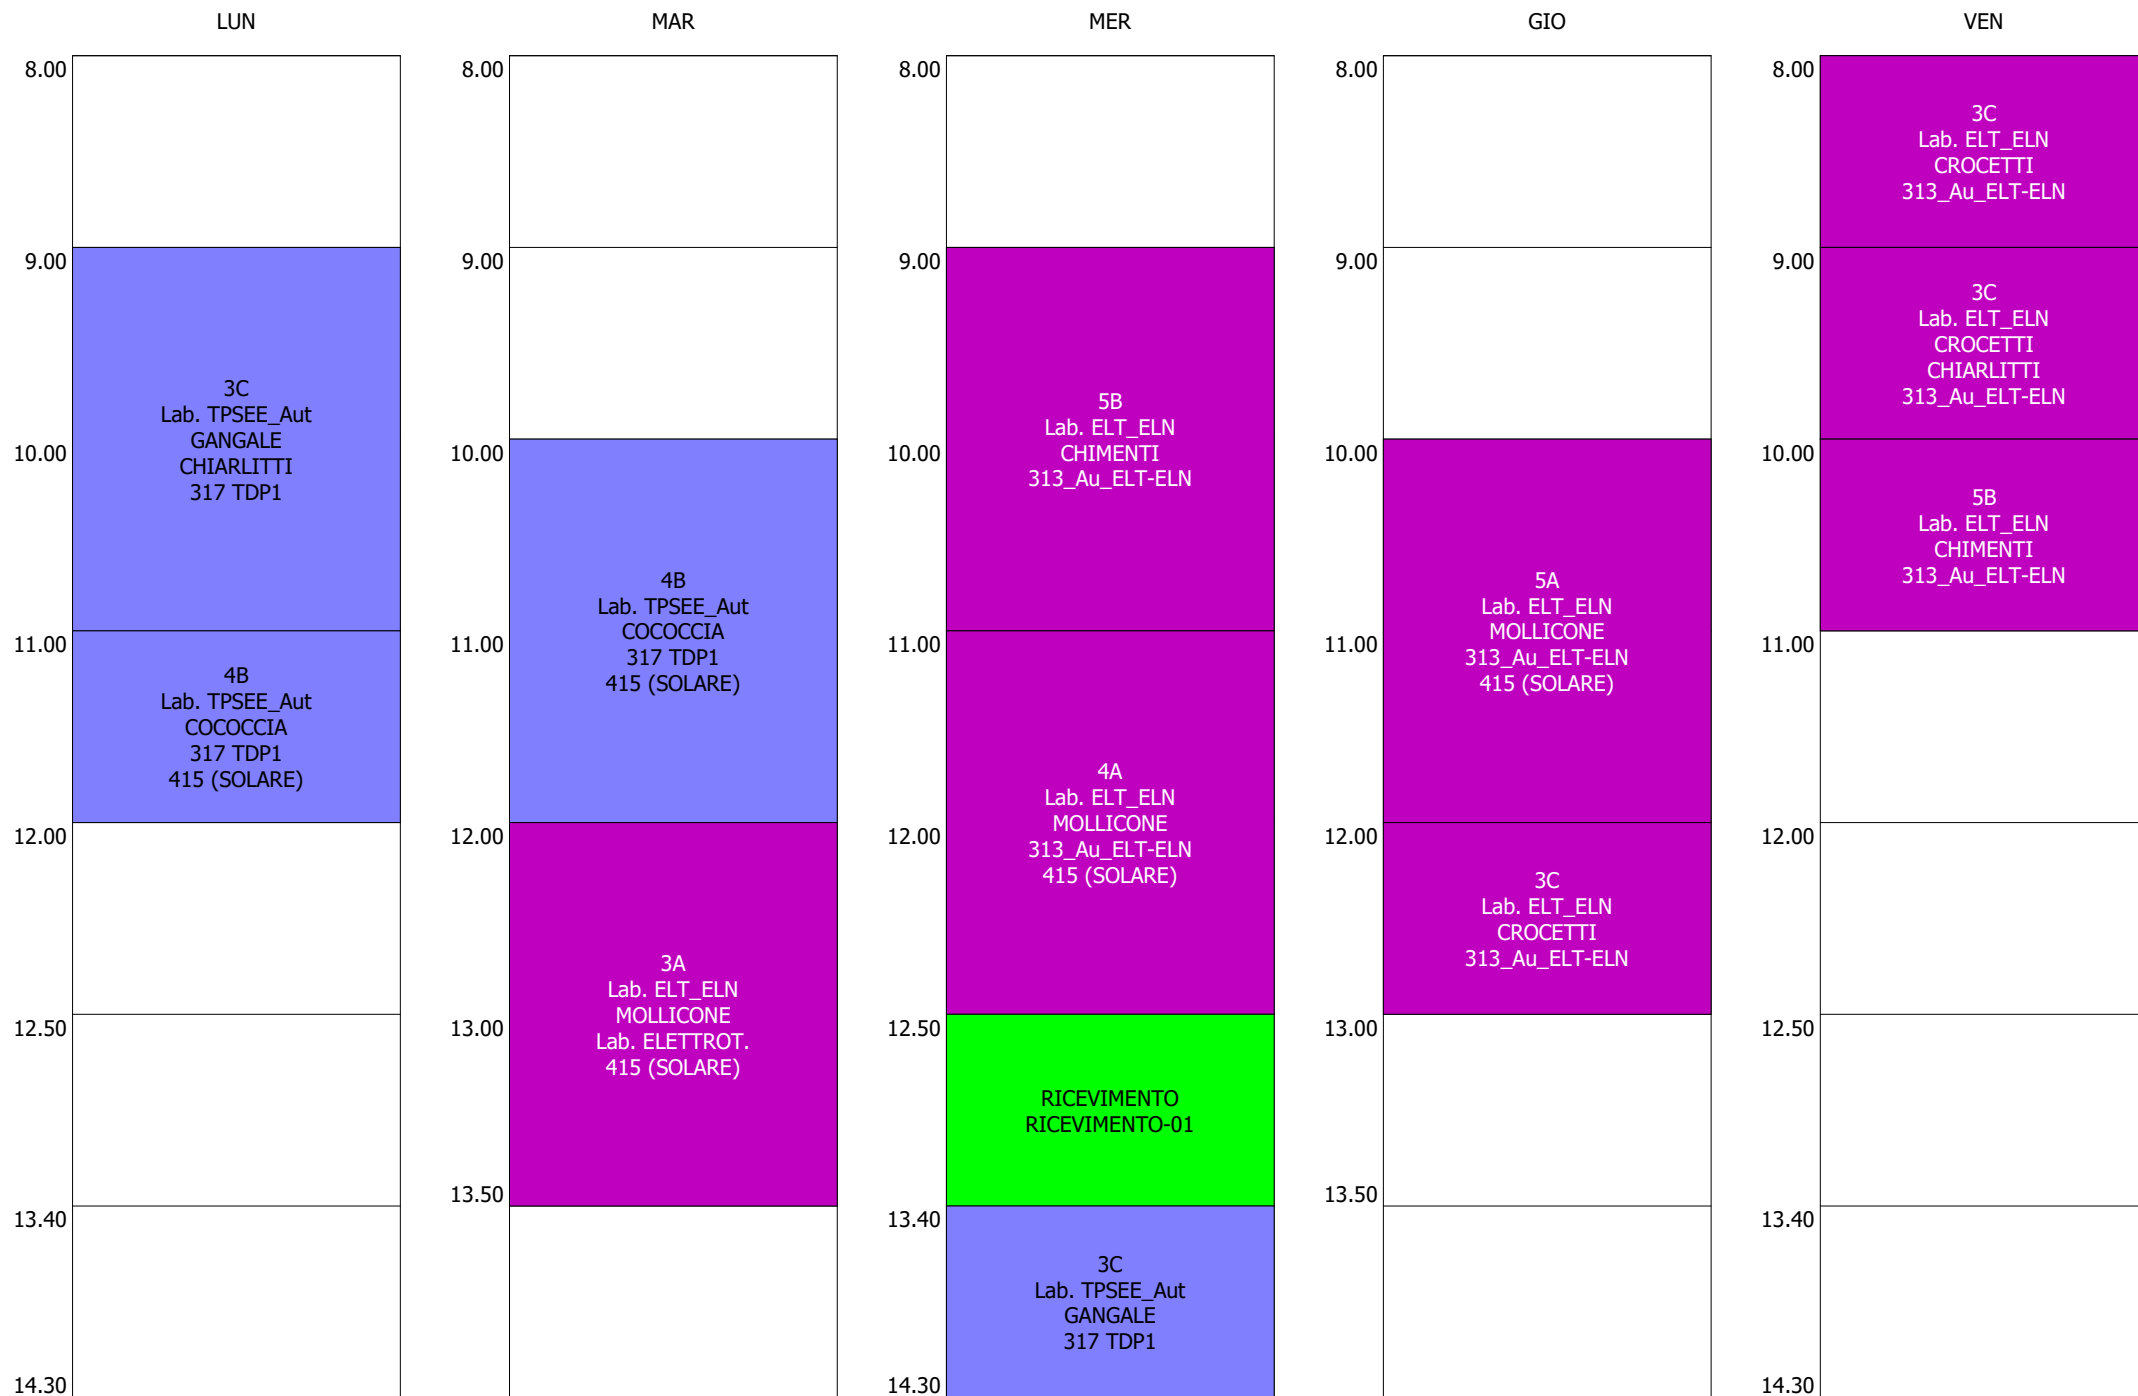 LUN
8.00
9.00
3C
Lab. TPSEE_Aut
GANGALE
CHIARLITTI
317 TDP1
10.00
11.00
4B
Lab. TPSEE_Aut
COCOCCIA
317 TDP1
415 (SOLARE)
12.00
12.50
13.40
14.30
MAR
8.00
9.00
10.00
4B
Lab. TPSEE_Aut
COCOCCIA
317 TDP1
415 (SOLARE)
11.00
12.00
3A
Lab. ELT_ELN
MOLLICONE
Lab. ELETTROT.
415 (SOLARE)
13.00
13.50
MER
8.00
9.00
5B
Lab. ELT_ELN
CHIMENTI
313_Au_ELT-ELN
10.00
11.00
4A
Lab. ELT_ELN
MOLLICONE
313_Au_ELT-ELN
415 (SOLARE)
12.00
12.50
RICEVIMENTO
RICEVIMENTO-01
13.40
3C
Lab. TPSEE_Aut
GANGALE
317 TDP1
14.30
GIO
8.00
9.00
10.00
5A
Lab. ELT_ELN
MOLLICONE
313_Au_ELT-ELN
415 (SOLARE)
11.00
12.00
3C
Lab. ELT_ELN
CROCETTI
313_Au_ELT-ELN
13.00
13.50
VEN
8.00
3C
Lab. ELT_ELN
CROCETTI
313_Au_ELT-ELN
9.00
3C
Lab. ELT_ELN
CROCETTI
CHIARLITTI
313_Au_ELT-ELN
10.00
5B
Lab. ELT_ELN
CHIMENTI
313_Au_ELT-ELN
11.00
12.00
12.50
13.40
14.30